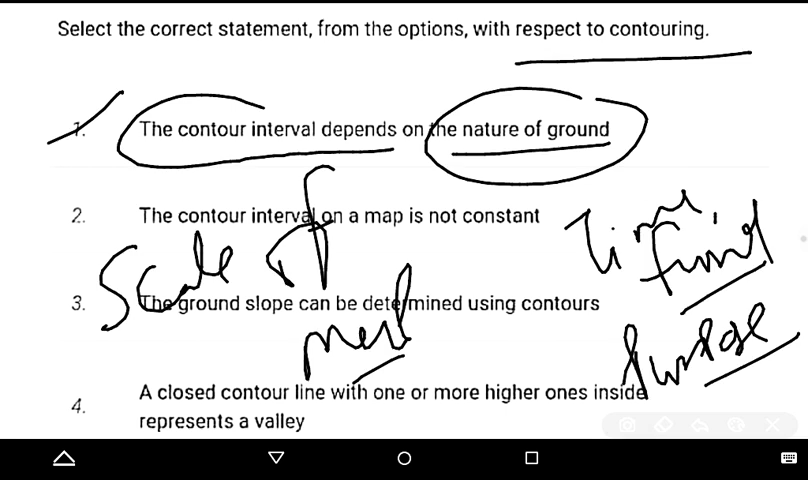 Select the correct statement, from the options, with respect to contouring.
1. The contour interval depends on the nature of ground
2. The contour interval on a map is not constant
Time, fund
Scale of
3. The ground slope can be determined using contours
4. A closed contour line with one or more higher ones inside
represents a valley